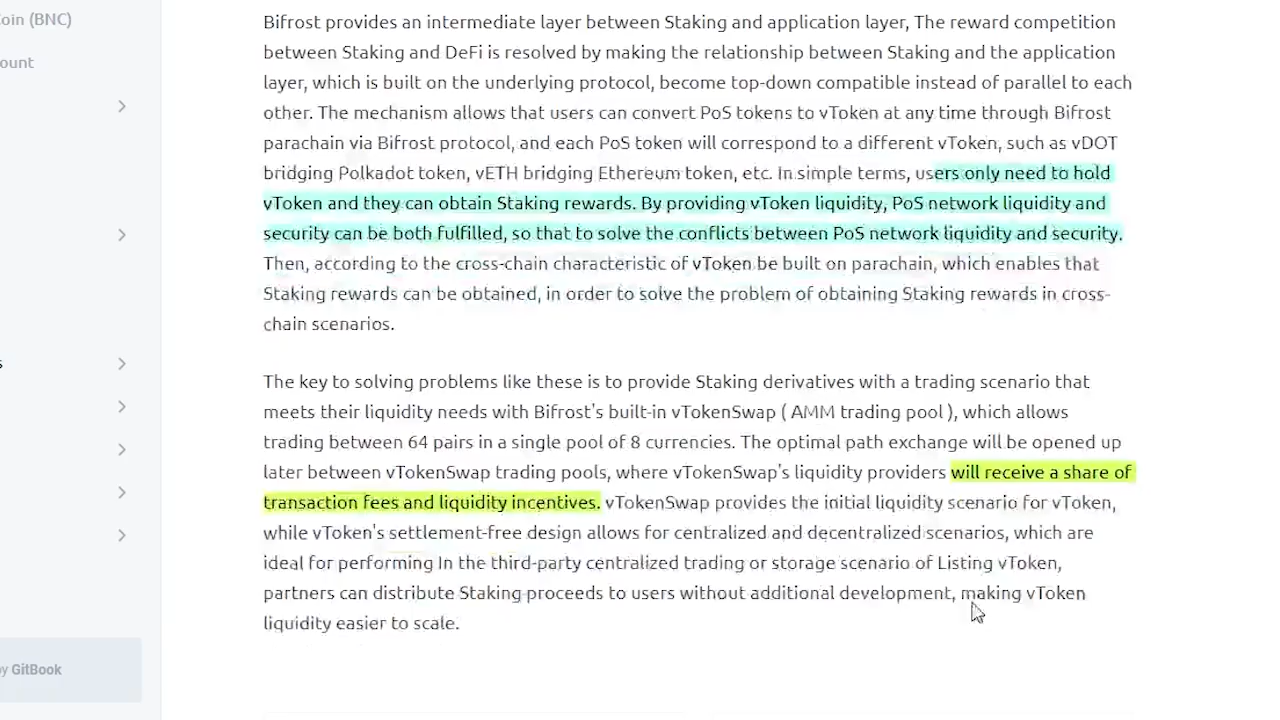 Coin (BNC)
ount
s
by GitBook
Bifrost provides an intermediate layer between Staking and application layer, The reward competition
between Staking and DeFi is resolved by making the relationship between Staking and the application
layer, which is built on the underlying protocol, become top-down compatible instead of parallel to each
other. The mechanism allows that users can convert PoS tokens to vToken at any time through Bifrost
parachain via Bifrost protocol, and each PoS token will correspond to a different vToken, such as vDOT
bridging Polkadot token, vETH bridging Ethereum token, etc. In simple terms, users only need to hold
vToken and they can obtain Staking rewards. By providing vToken liquidity, PoS network liquidity and
security can be both fulfilled, so that to solve the conflicts between PoS network liquidity and security.
Then, according to the cross-chain characteristic of vToken be built on parachain, which enables that
Staking rewards can be obtained, in order to solve the problem of obtaining Staking rewards in cross-
chain scenarios.
The key to solving problems like these is to provide Staking derivatives with a trading scenario that
meets their liquidity needs with Bifrost's built-in vTokenSwap ( AMM trading pool ), which allows
trading between 64 pairs in a single pool of 8 currencies. The optimal path exchange will be opened up
later between vTokenSwap trading pools, where vTokenSwap's liquidity providers will receive a share of
transaction fees and liquidity incentives. vTokenSwap provides the initial liquidity scenario for vToken,
while vToken's settlement-free design allows for centralized and decentralized scenarios, which are
ideal for performing In the third-party centralized trading or storage scenario of Listing vToken,
partners can distribute Staking proceeds to users without additional development, making vToken
liquidity easier to scale.